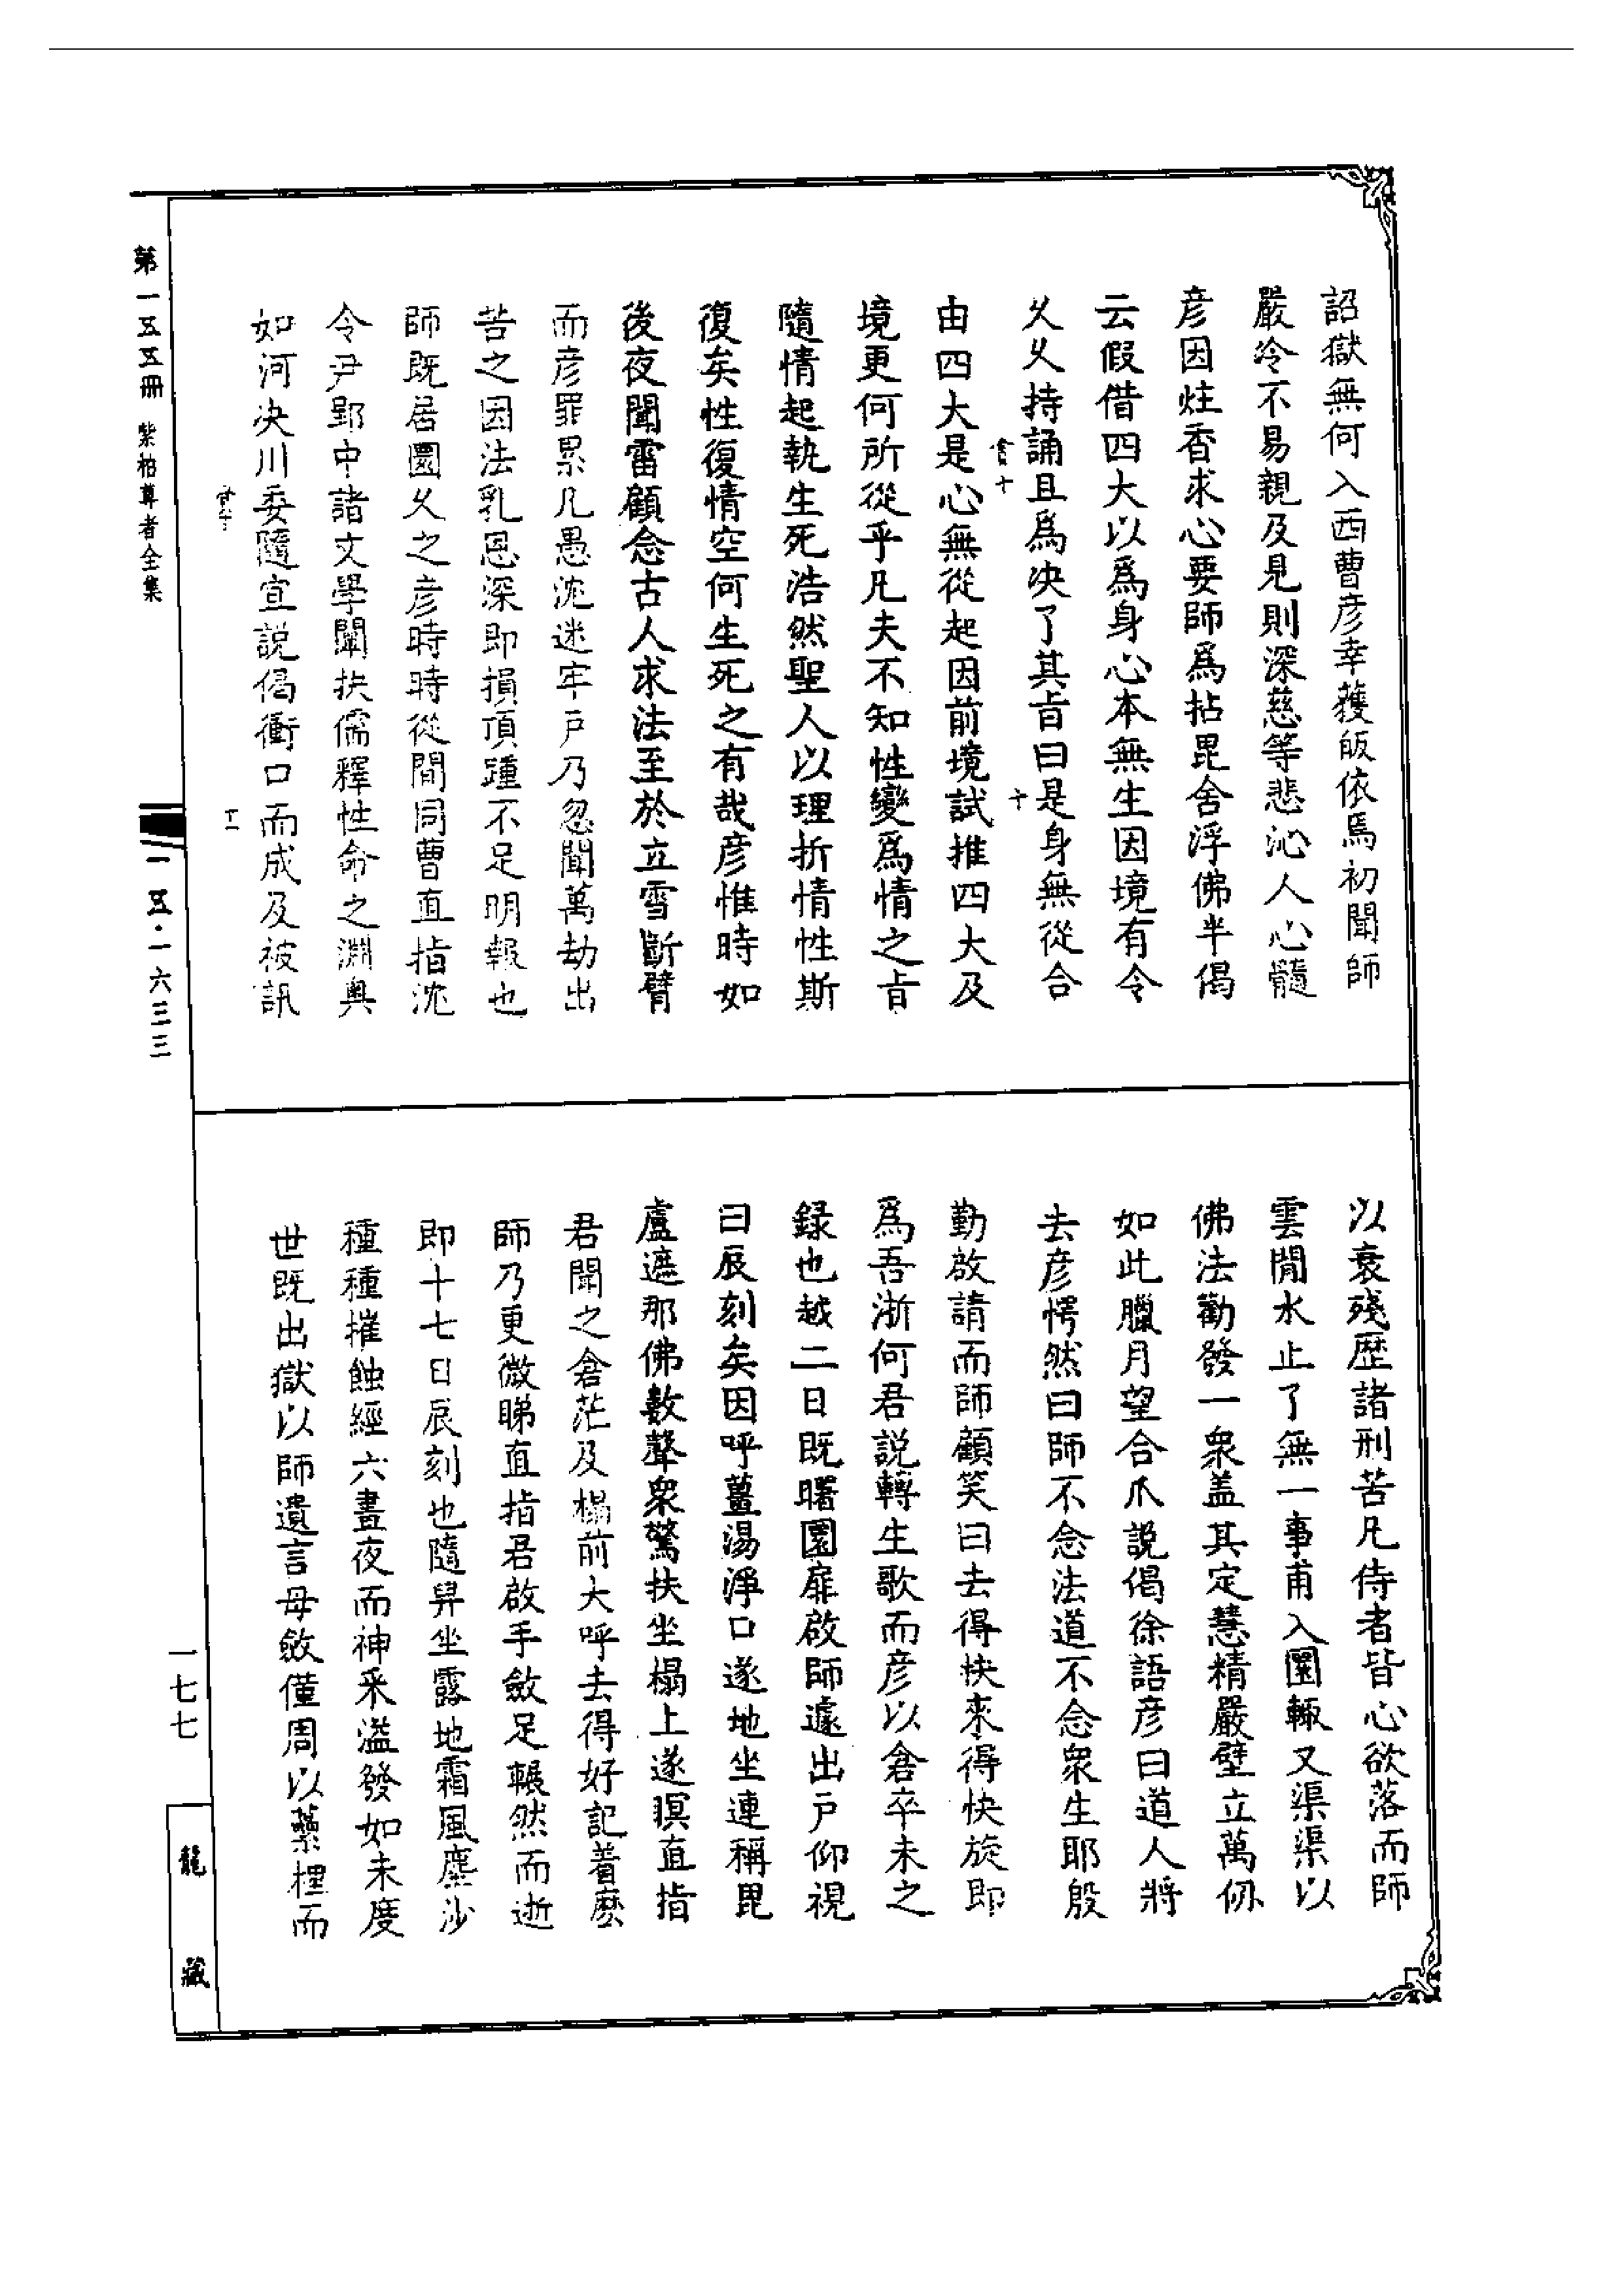 詔獄無何入西曹彥幸獲皈依焉初聞師
嚴冷不易親及見則深慈等悲沁人心髓
彥因炷香求心要師爲拈毘舍浮佛半偈
云假借四大以爲身心本無生因境有令
久久持誦且爲决了其旨曰是身無從合
由四大是心無從起因前境試推四大及
境更何所從乎凡夫不知性變爲情之旨
隨情起執生死浩然聖人以理折情性斯
復矣性復情空何生死之有哉彥惟時如
後夜聞雷顧念古人求法至於立雪斷臂
而彥罪累凡愚沈迷牢戶乃忽聞萬劫出
苦之因法乳恩深即損頂踵不足明報也
師既居圜久之彥時時從間同曹直指沈
令尹郢中諸文學闡扶儒釋性命之淵奧
如河决川委隨宜説偈衝口而成及被訊
以衰殘歷諸刑苦凡侍者皆心欲落而師
雲閒水止了無一事甫入圜輙又渠渠以
佛法勸發一衆盖其定慧精嚴壁立萬仞
如此臘月望合爪説偈徐語彥曰道人將
去彥愕然曰師不念法道不念衆生耶殷
勤啟請而師顧笑曰去得快來得快旋即
爲吾浙何君説轉生歌而彥以倉卒未之
録也越二日既曙圜扉啟師遽出戶仰視
曰辰刻矣因呼薑湯淨口遂地坐連稱毘
盧遮那佛數聲衆驚扶坐榻上遂瞑直指
君聞之倉茫及榻前大呼去得好記着麽
師乃更微睇直指君啟手斂足輾然而逝
即十七日辰刻也隨舁坐露地霜風塵沙
種種摧蝕經六晝夜而神釆溢發如未度
世既出獄以師遺言毋斂僅周以藁裡而
第一五五冊 紫柏尊者全集
一五·一六三三
一七七
龍藏